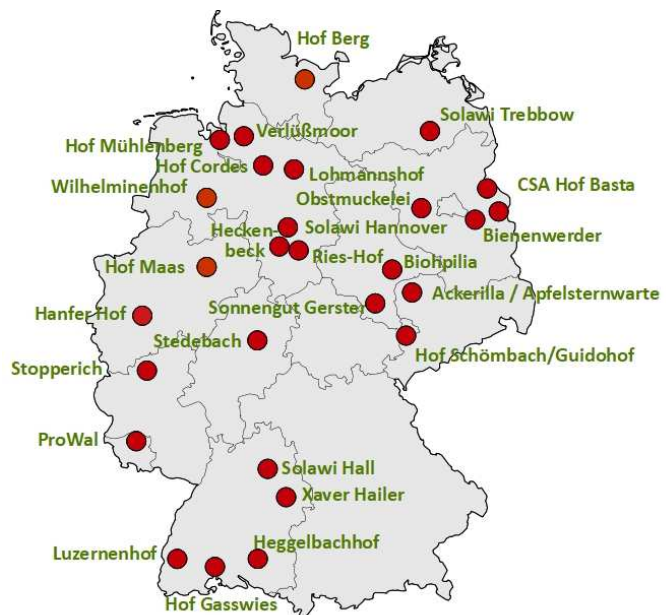 Hof Berg
Solawi Trebbow
Verlüßmoor
Hof Mühlenberg
Hof Cordes
Lohmannshof
CSA Hof Basta
Wilhelminenhof
Obstmuckelei
Solawi Hannover
Bienenwerder
Hecken-
beck
Ries-Hof
Biohpilia
Hof Maas
Ackerilla / Apfelsternwarte
Sonnengut Gerster
Hanfer Hof
Stedebach
Hof Schömbach/Guidohof
Stopperich
ProWal
Solawi Hall
Xaver Hailer
Heggelbachhof
Luzernenhof
Hof Gasswies